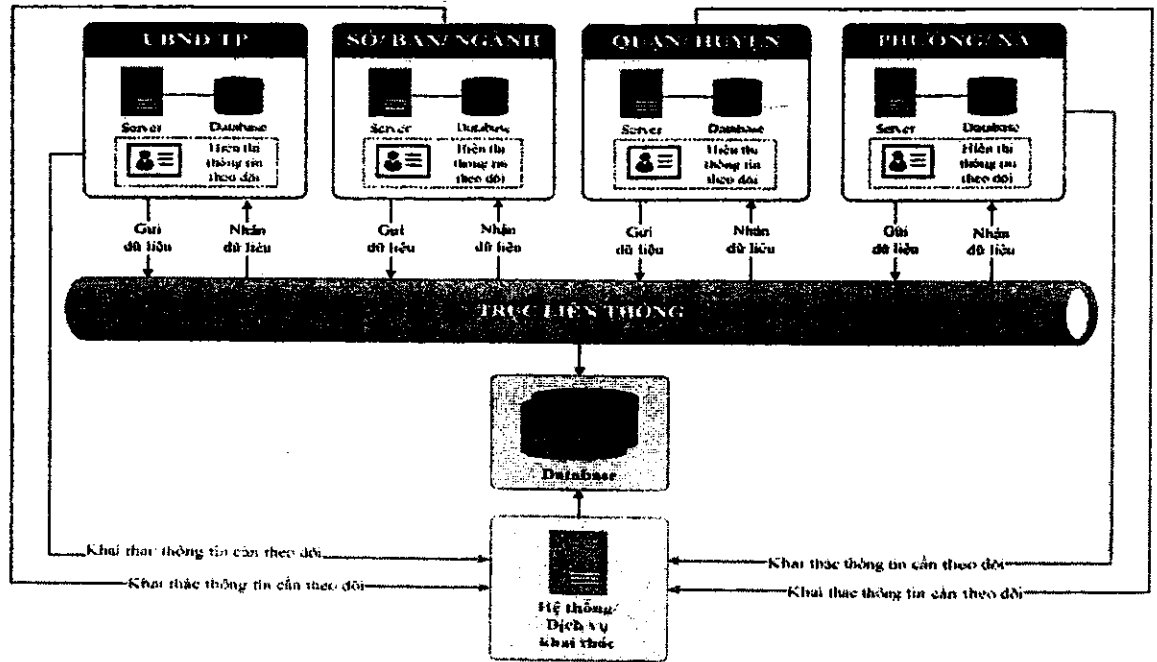 UBND TP
SỞ/ BAN/ NGÀNH
QUẬN/ HUYỆN
PHƯỜNG/ XÃ
Server
Database
Server
Database
Server
Database
Server
Database
Hiển thị
thông tin
theo dõi
Hiển thị
thông tin
theo dõi
Hiển thị
thông tin
theo dõi
Hiển thị
thông tin
theo dõi
Gửi
dữ liệu
Nhận
dữ liệu
Gửi
dữ liệu
Nhận
dữ liệu
Gửi
dữ liệu
Nhận
dữ liệu
Gửi
dữ liệu
Nhận
dữ liệu
TRỤC LIÊN THÔNG
Database
Khai thác thông tin cần theo dõi
Khai thác thông tin cần theo dõi
Khai thác thông tin cần theo dõi
Khai thác thông tin cần theo dõi
Hệ thống/
Dịch vụ
Khai thác